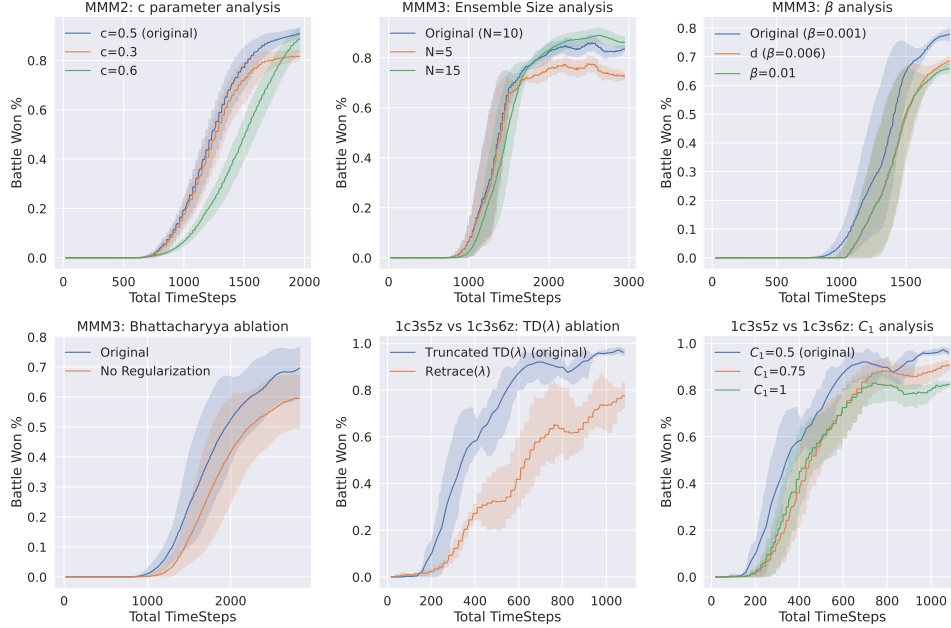 MMM2: c parameter analysis
c=0.5 (original)
c=0.3
c=0.6
Battle Won %
0.8
0.6
0.4
0.2
0.0
0 500 1000 1500 2000
Total TimeSteps
MMM3: Ensemble Size analysis
Original (N=10)
N=5
N=15
Battle Won %
0.8
0.6
0.4
0.2
0.0
0 1000 2000 3000
Total TimeSteps
MMM3: β analysis
Original (β=0.001)
d (β=0.006)
β=0.01
Battle Won %
0.8
0.7
0.6
0.5
0.4
0.3
0.2
0.1
0.0
0 500 1000 1500
Total TimeSteps
MMM3: Bhattacharyya ablation
Original
No Regularization
Battle Won %
0.8
0.7
0.6
0.5
0.4
0.3
0.2
0.1
0.0
0 1000 2000
Total TimeSteps
1c3s5z vs 1c3s6z: TD(λ) ablation
Truncated TD(λ) (original)
Retrace(λ)
Battle Won %
1.0
0.8
0.6
0.4
0.2
0.0
0 200 400 600 800 1000
Total TimeSteps
1c3s5z vs 1c3s6z: C₁ analysis
C₁=0.5 (original)
C₁=0.75
C₁=1
Battle Won %
1.0
0.8
0.6
0.4
0.2
0.0
0 200 400 600 800 1000
Total TimeSteps